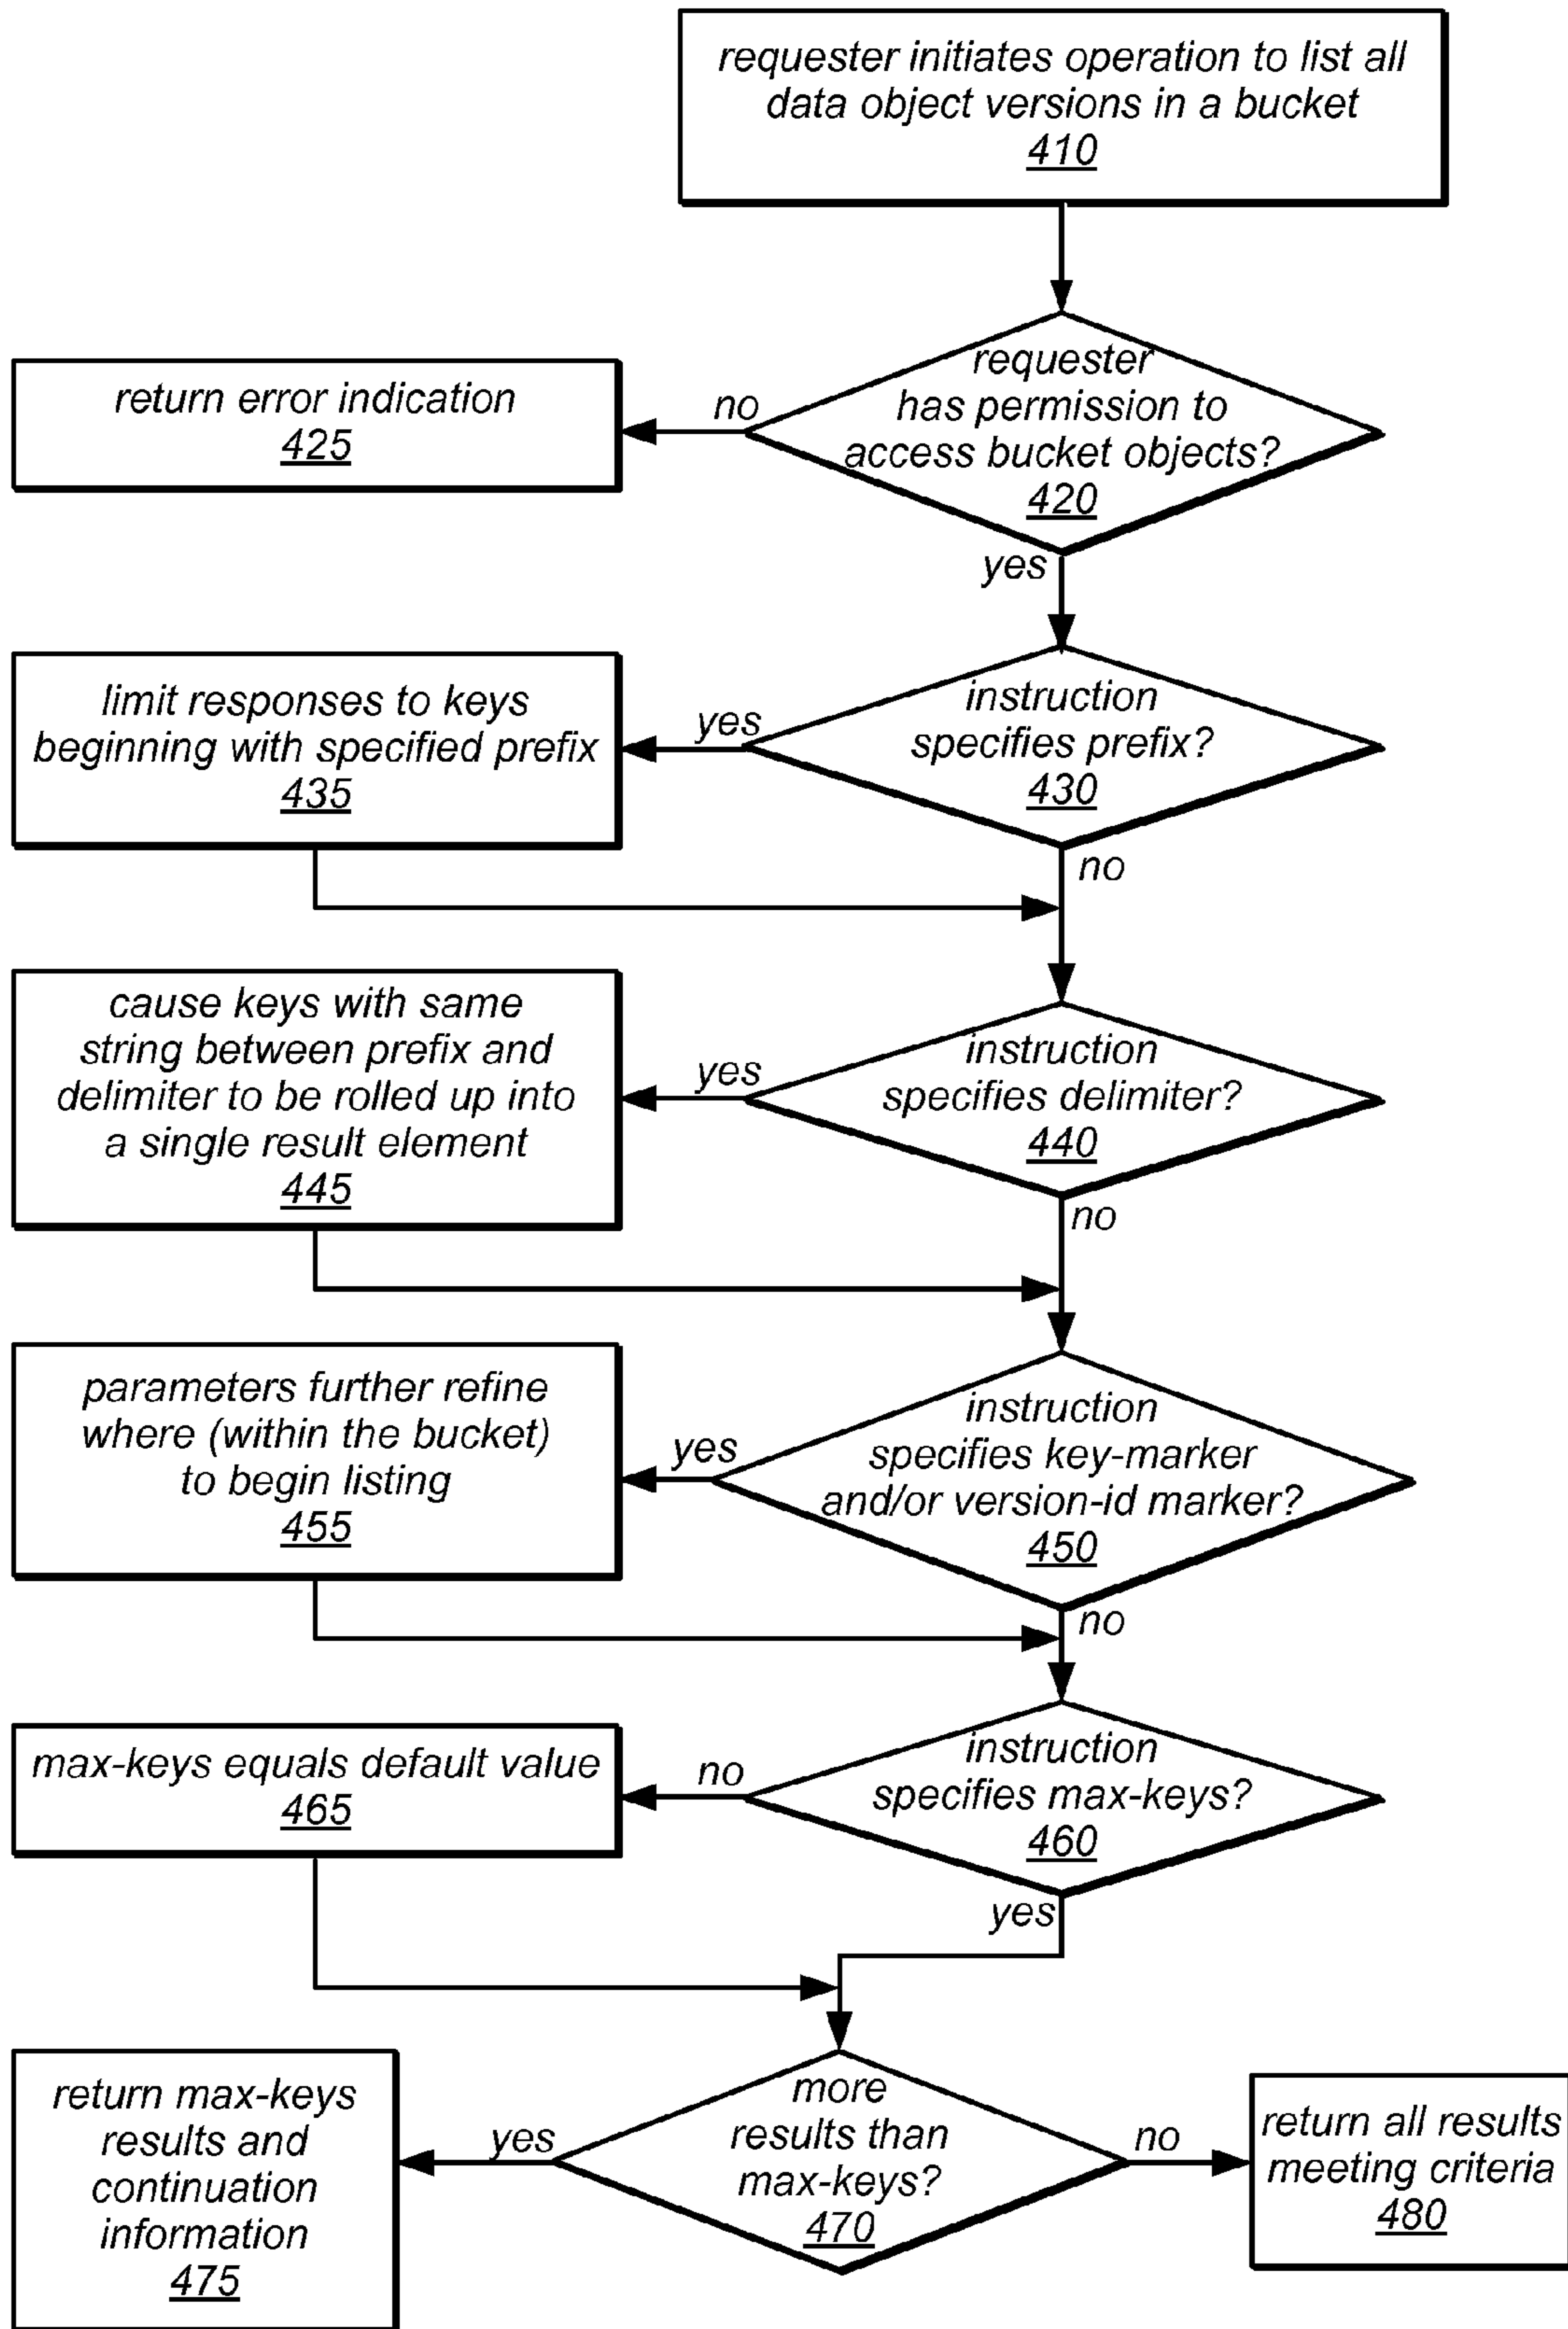 requester initiates operation to list all
data object versions in a bucket
410
requester
has permission to
access bucket objects?
420
no
return error indication
425
yes
instruction
specifies prefix?
430
yes
limit responses to keys
beginning with specified prefix
435
no
instruction
specifies delimiter?
440
yes
cause keys with same
string between prefix and
delimiter to be rolled up into
a single result element
445
no
instruction
specifies key-marker
and/or version-id marker?
450
yes
parameters further refine
where (within the bucket)
to begin listing
455
no
instruction
specifies max-keys?
460
no
max-keys equals default value
465
yes
more
results than
max-keys?
470
yes
return max-keys
results and
continuation
information
475
no
return all results
meeting criteria
480